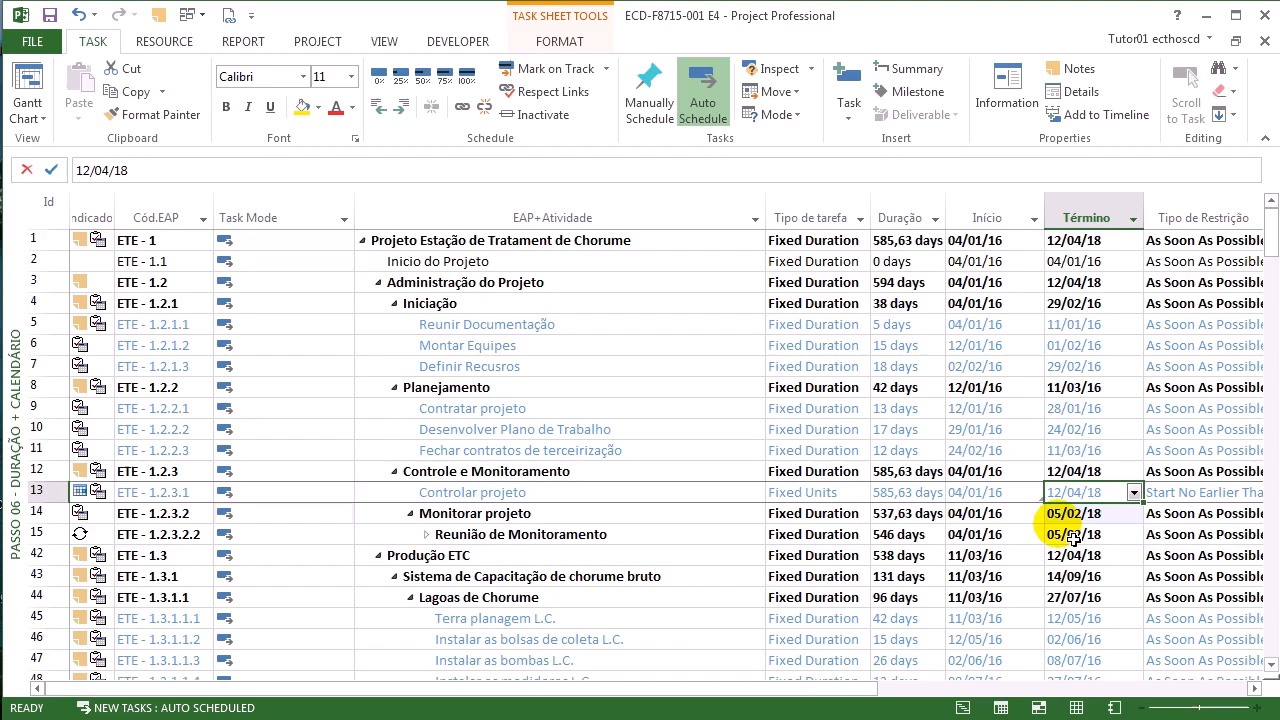 TASK SHEET TOOLS
ECD-F8715-001 E4 - Project Professional
FILE TASK RESOURCE REPORT PROJECT VIEW DEVELOPER FORMAT
Tutor01 ecthoscd
Gantt Chart
View
Paste
Cut
Copy
Format Painter
Clipboard
Calibri 11
B I U A
Font
0% 25% 50% 75% 100%
Mark on Track
Respect Links
Inactivate
Schedule
Manually Schedule
Auto Schedule
Inspect
Move
Mode
Tasks
Task
Summary
Milestone
Deliverable
Insert
Information
Notes
Details
Add to Timeline
Properties
Scroll to Task
Editing
12/04/18
Id ndicado Cód.EAP Task Mode EAP+Atividade Tipo de tarefa Duração Início Término Tipo de Restrição
1 ETE - 1 Projeto Estação de Tratament de Chorume Fixed Duration 585,63 days 04/01/16 12/04/18 As Soon As Possible
2 ETE - 1.1 Inicio do Projeto Fixed Duration 0 days 04/01/16 04/01/16 As Soon As Possible
3 ETE - 1.2 Administração do Projeto Fixed Duration 594 days 04/01/16 12/04/18 As Soon As Possible
4 ETE - 1.2.1 Iniciação Fixed Duration 38 days 04/01/16 29/02/16 As Soon As Possible
5 ETE - 1.2.1.1 Reunir Documentação Fixed Duration 5 days 04/01/16 11/01/16 As Soon As Possible
6 ETE - 1.2.1.2 Montar Equipes Fixed Duration 15 days 12/01/16 01/02/16 As Soon As Possible
7 ETE - 1.2.1.3 Definir Recusros Fixed Duration 18 days 02/02/16 29/02/16 As Soon As Possible
8 ETE - 1.2.2 Planejamento Fixed Duration 42 days 12/01/16 11/03/16 As Soon As Possible
9 ETE - 1.2.2.1 Contratar projeto Fixed Duration 13 days 12/01/16 28/01/16 As Soon As Possible
10 ETE - 1.2.2.2 Desenvolver Plano de Trabalho Fixed Duration 17 days 29/01/16 24/02/16 As Soon As Possible
11 ETE - 1.2.2.3 Fechar contratos de terceirização Fixed Duration 12 days 24/02/16 11/03/16 As Soon As Possible
12 ETE - 1.2.3 Controle e Monitoramento Fixed Duration 585,63 days 04/01/16 12/04/18 As Soon As Possible
13 ETE - 1.2.3.1 Controlar projeto Fixed Units 585,63 days 04/01/16 12/04/18 Start No Earlier Tha
14 ETE - 1.2.3.2 Monitorar projeto Fixed Duration 537,63 days 04/01/16 05/02/18 As Soon As Possible
15 ETE - 1.2.3.2.2 Reunião de Monitoramento Fixed Duration 546 days 04/01/16 As Soon As Possible
42 ETE - 1.3 Produção ETC Fixed Duration 538 days 11/03/16 12/04/18 As Soon As Possible
43 ETE - 1.3.1 Sistema de Capacitação de chorume bruto Fixed Duration 131 days 11/03/16 14/09/16 As Soon As Possible
44 ETE - 1.3.1.1 Lagoas de Chorume Fixed Duration 96 days 11/03/16 27/07/16 As Soon As Possible
45 ETE - 1.3.1.1.1 Terra planagem L.C. Fixed Duration 42 days 11/03/16 12/05/16 As Soon As Possible
46 ETE - 1.3.1.1.2 Instalar as bolsas de coleta L.C. Fixed Duration 15 days 12/05/16 02/06/16 As Soon As Possible
47 ETE - 1.3.1.1.3 Instalar as bombas L.C. Fixed Duration 26 days 02/06/16 08/07/16 As Soon As Possible
PASSO 06 - DURAÇÃO + CALENDÁRIO
READY NEW TASKS : AUTO SCHEDULED